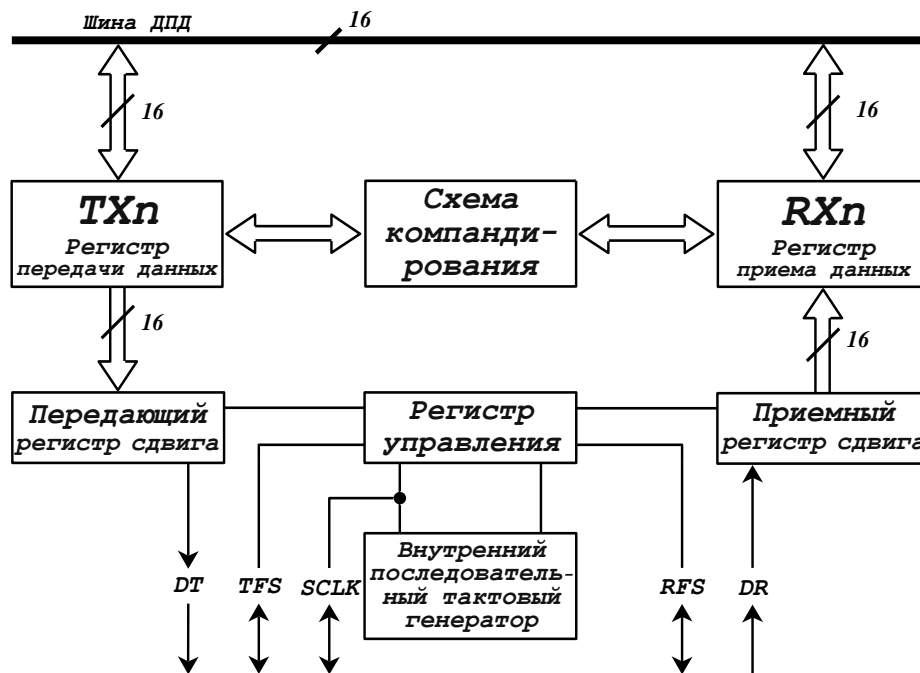 Шина ДПД
16
16
16
TXn
Регистр
передачи данных
Схема
компанди-
рования
RXn
Регистр
приема данных
16
16
Передающий
регистр сдвига
Регистр
управления
Приемный
регистр сдвига
Внутренний
последователь-
ный тактовый
генератор
DT
TFS
SCLK
RFS
DR